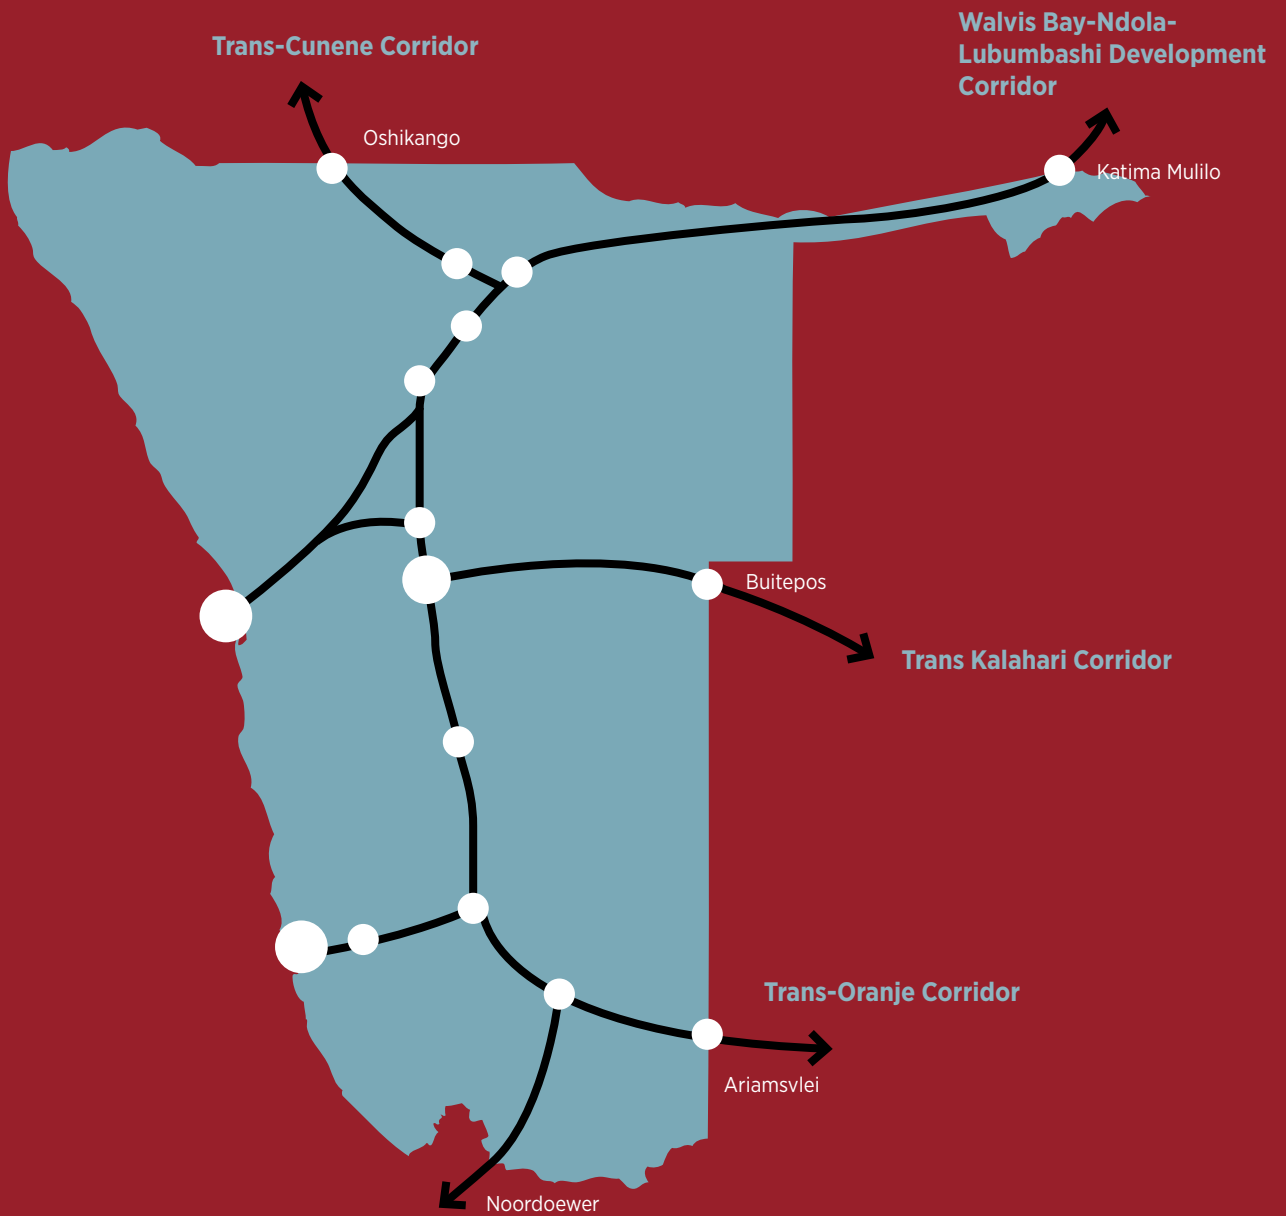 Walvis Bay-Ndola-
Lubumbashi Development
Corridor
Trans-Cunene Corridor
Oshikango
Katima Mulilo
Buitepos
Trans Kalahari Corridor
Trans-Oranje Corridor
Ariamsvlei
Noordoewer